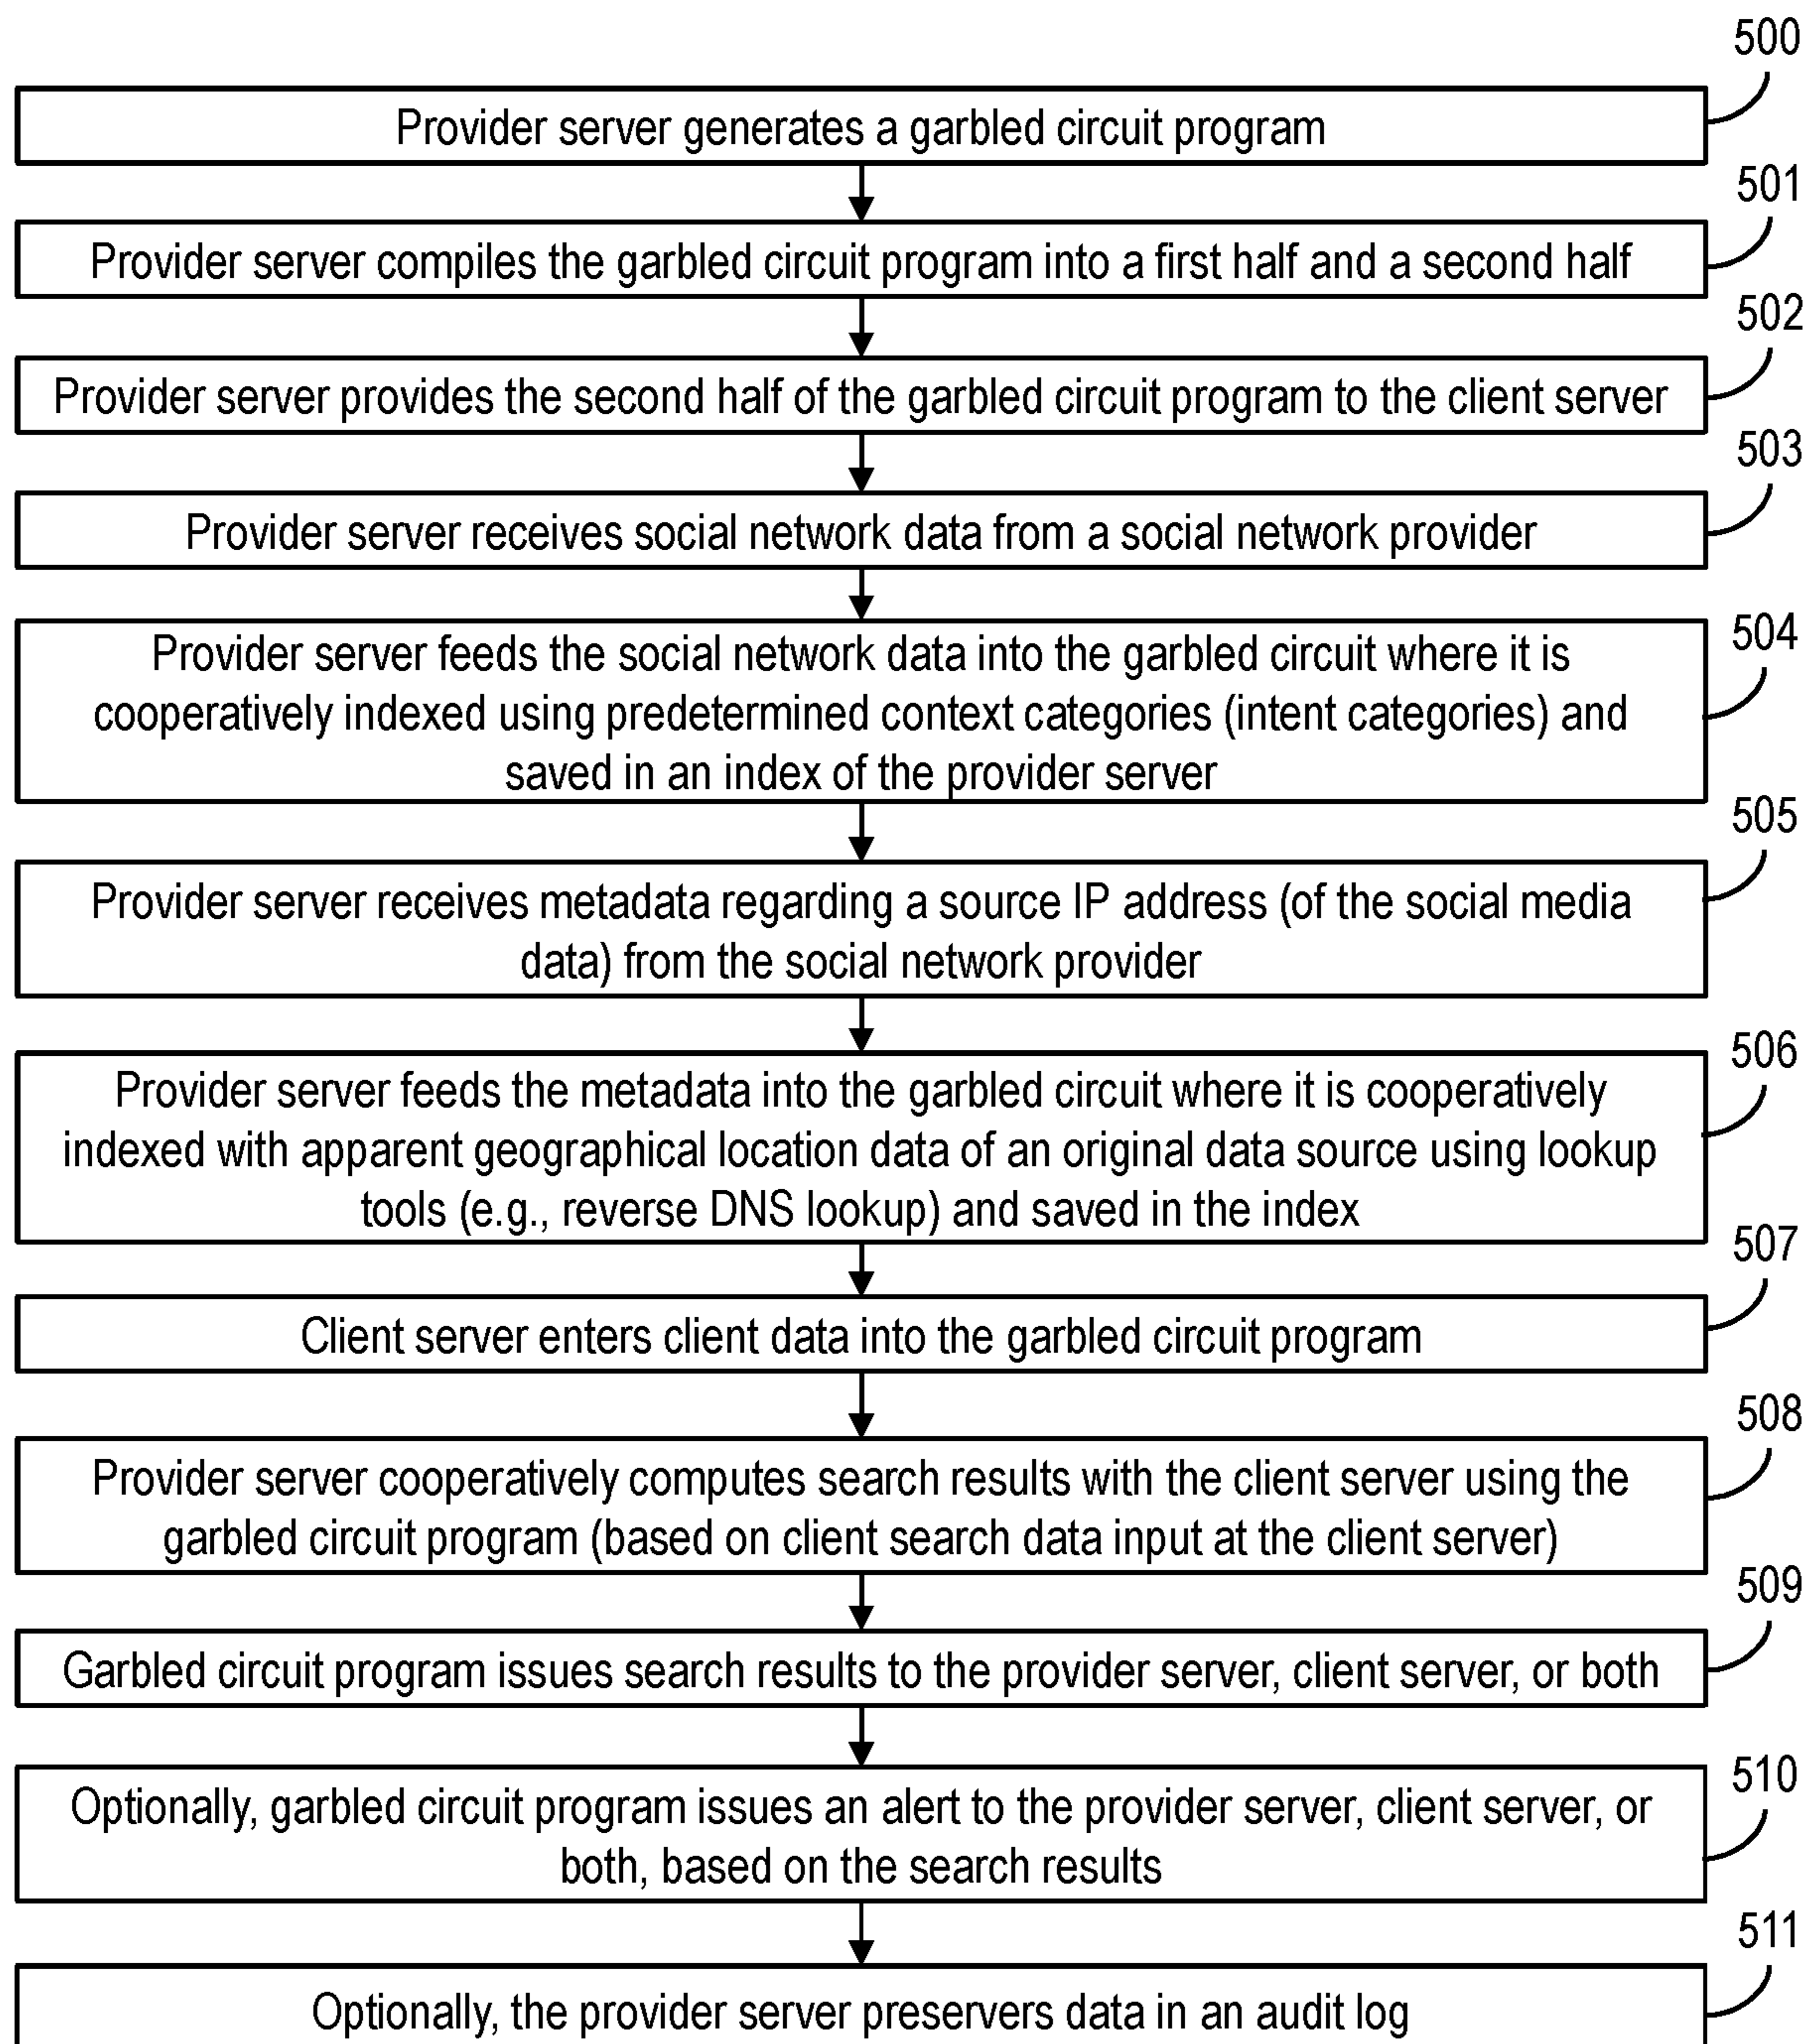 500
Provider server generates a garbled circuit program
501
Provider server compiles the garbled circuit program into a first half and a second half
502
Provider server provides the second half of the garbled circuit program to the client server
503
Provider server receives social network data from a social network provider
504
Provider server feeds the social network data into the garbled circuit where it is
cooperatively indexed using predetermined context categories (intent categories) and
saved in an index of the provider server
505
Provider server receives metadata regarding a source IP address (of the social media
data) from the social network provider
506
Provider server feeds the metadata into the garbled circuit where it is cooperatively
indexed with apparent geographical location data of an original data source using lookup
tools (e.g., reverse DNS lookup) and saved in the index
507
Client server enters client data into the garbled circuit program
508
Provider server cooperatively computes search results with the client server using the
garbled circuit program (based on client search data input at the client server)
509
Garbled circuit program issues search results to the provider server, client server, or both
510
Optionally, garbled circuit program issues an alert to the provider server, client server, or
both, based on the search results
511
Optionally, the provider server preservers data in an audit log